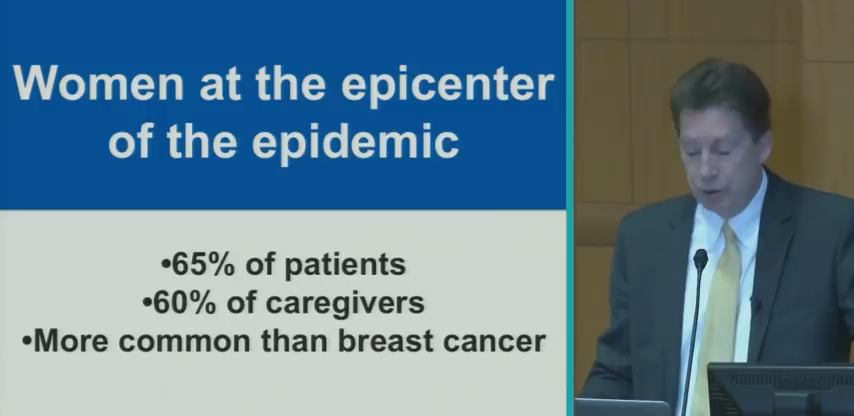 Women at the epicenter
of the epidemic
•65% of patients
•60% of caregivers
•More common than breast cancer